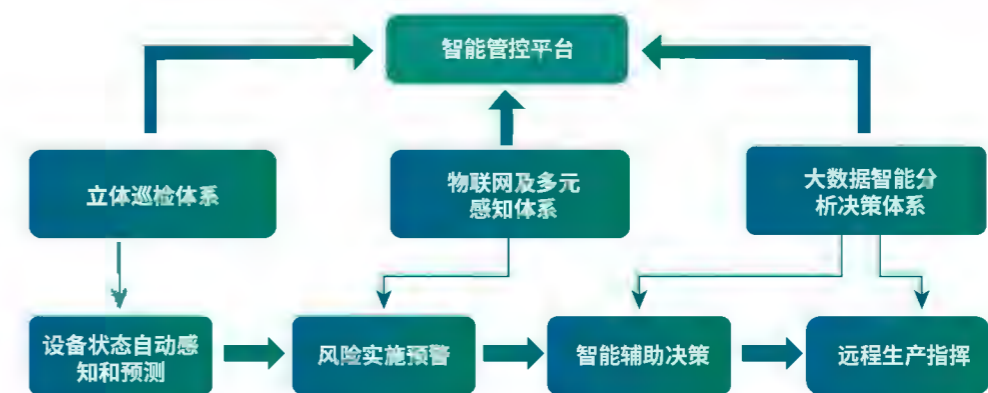 智能管控平台
立体巡检体系
物联网及多元
感知体系
大数据智能分
析决策体系
设备状态自动感
知和预测
风险实施预警
智能辅助决策
远程生产指挥